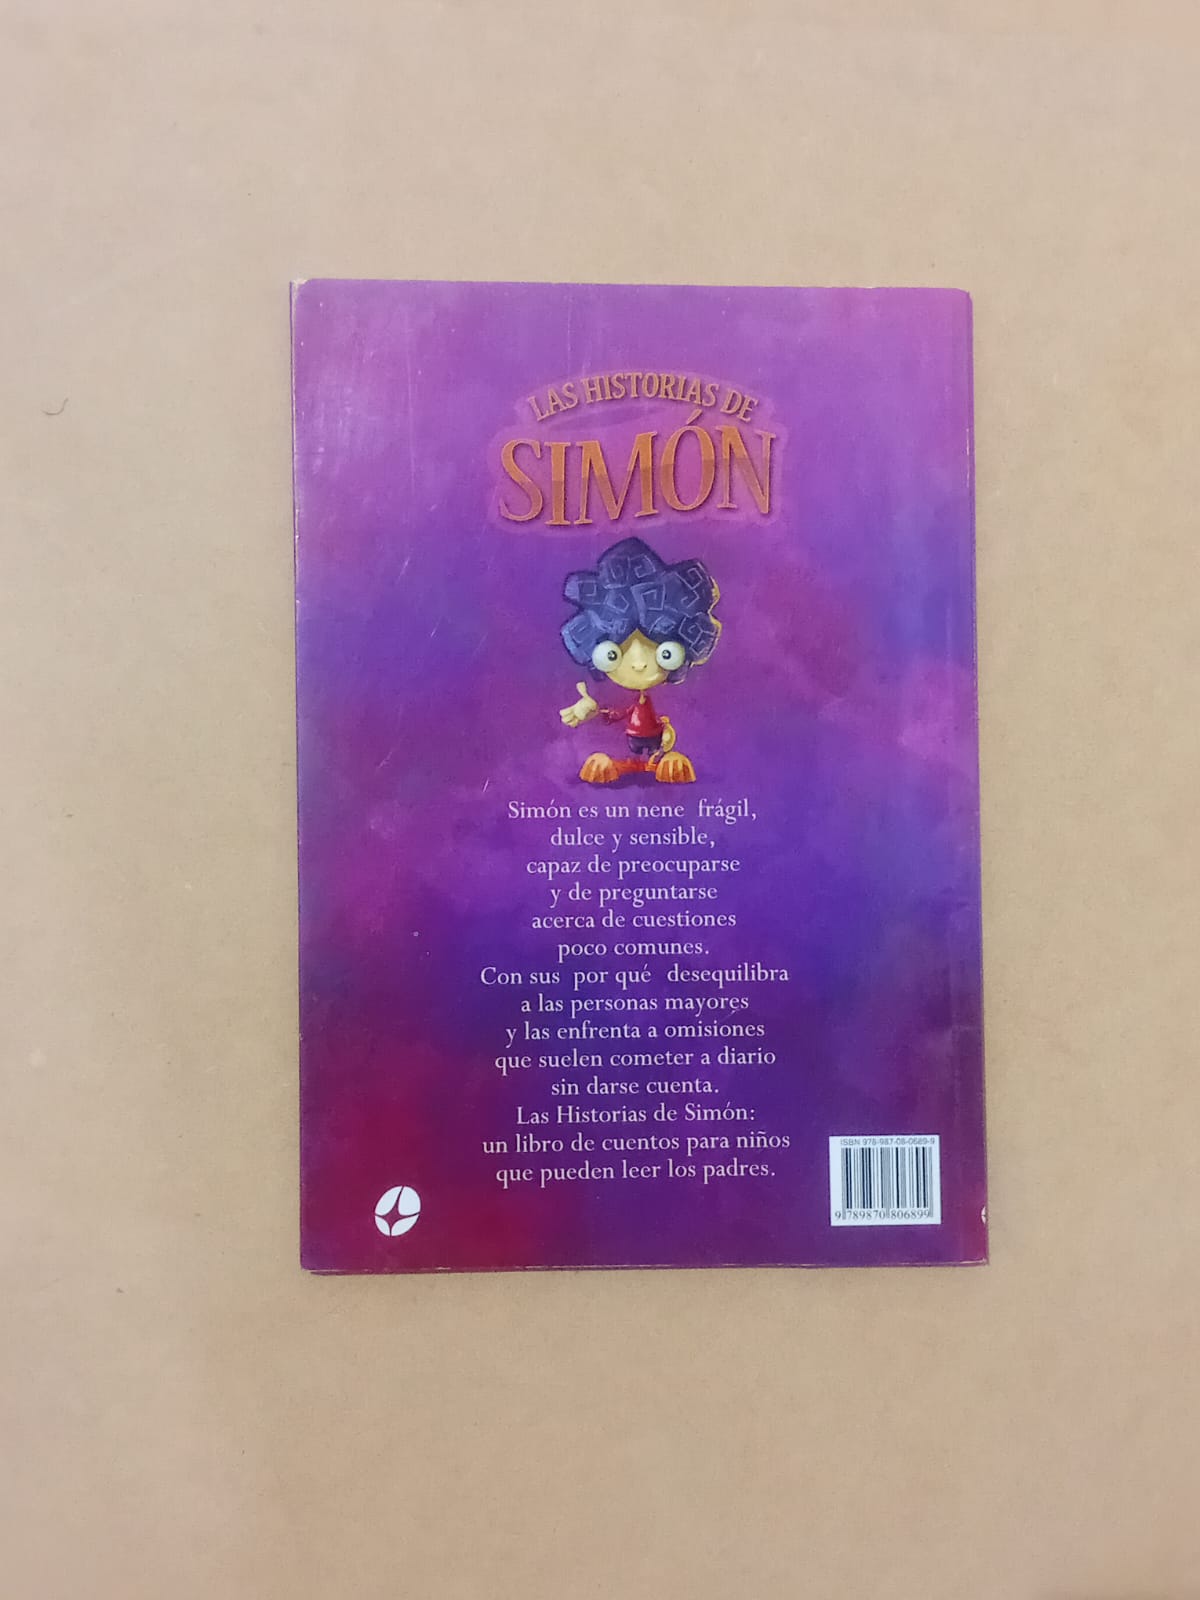 LAS HISTORIAS DE
SIMÓN
Simón es un nene frágil,
dulce y sensible,
capaz de preocuparse
y de preguntarse
acerca de cuestiones
poco comunes.
Con sus por qué desequilibra
a las personas mayores
y las enfrenta a omisiones
que suelen cometer a diario
sin darse cuenta.
Las Historias de Simón:
un libro de cuentos para niños
que pueden leer los padres.
ISBN 978-987-08-0689-9
9 789870 806899